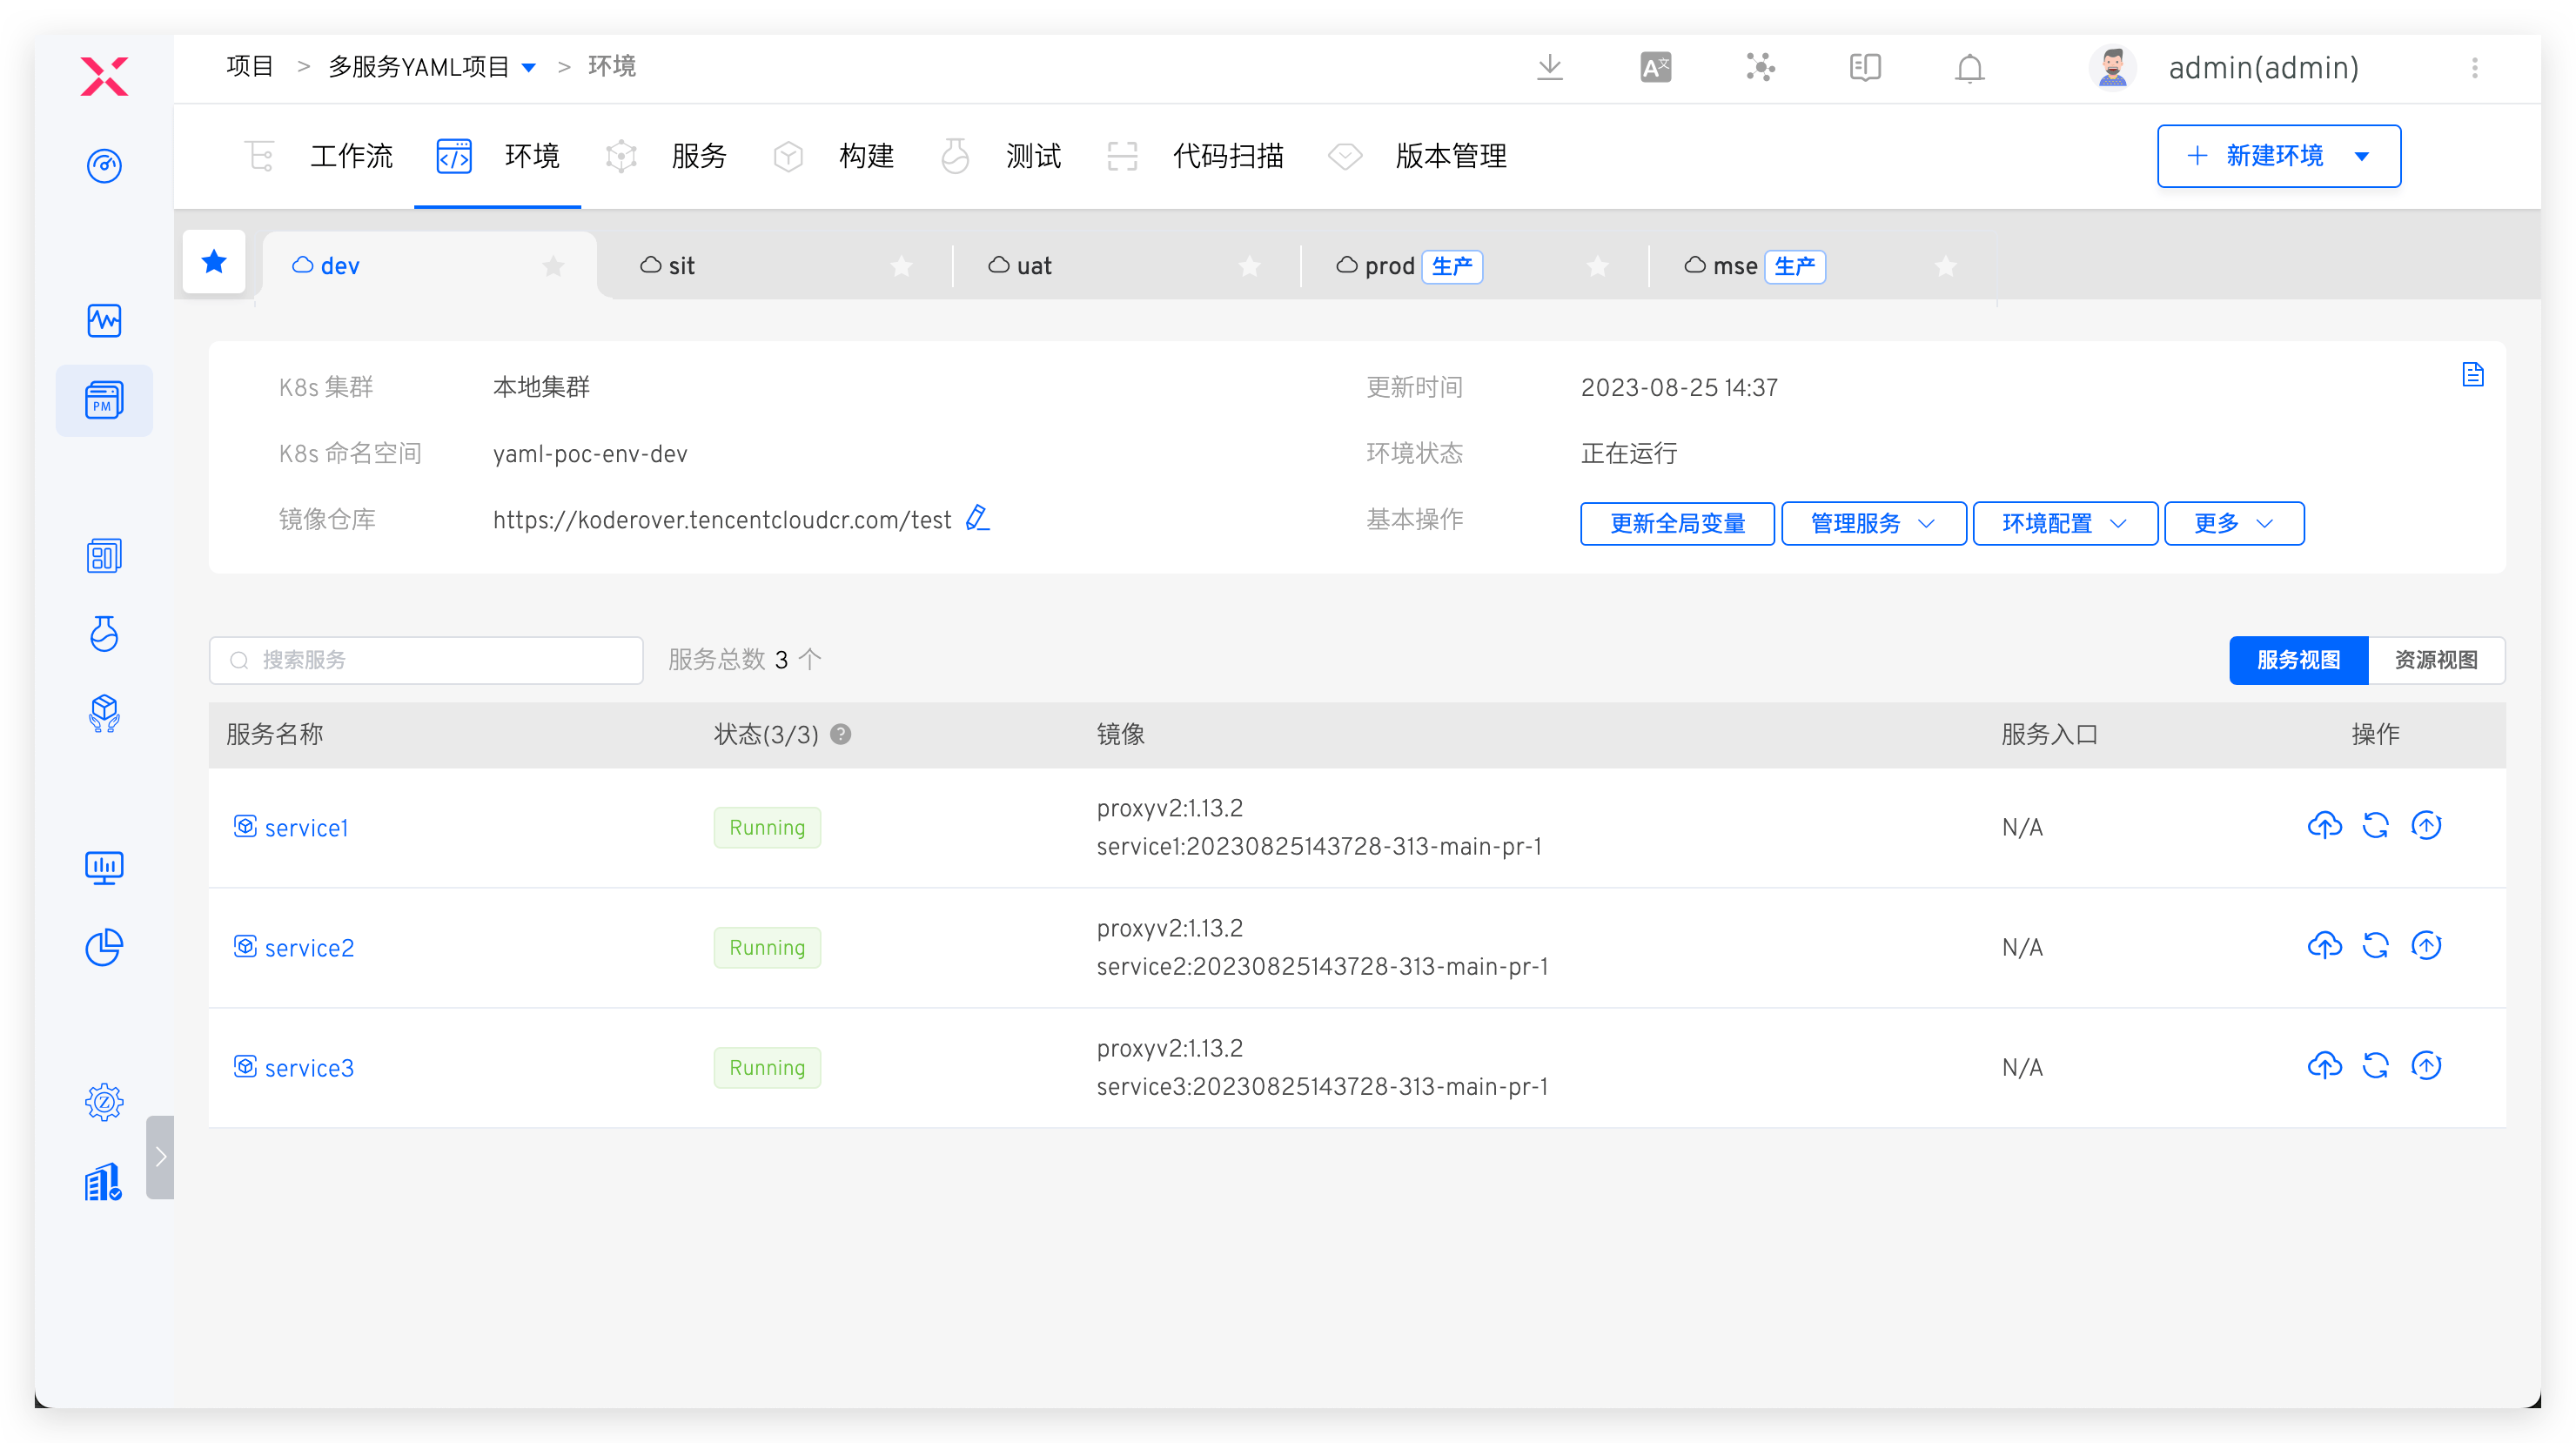 项目 > 多服务YAML项目 > 环境
A文
admin(admin)
工作流 环境 服务 构建 测试 代码扫描 版本管理
新建环境
dev sit uat prod 生产 mse 生产
PM
K8s 集群 本地集群 更新时间 2023-08-25 14:37
K8s 命名空间 yaml-poc-env-dev 环境状态 正在运行
镜像仓库 https://koderover.tencentcloudcr.com/test 基本操作 更新全局变量 管理服务 环境配置 更多
搜索服务 服务总数 3 个 服务视图 资源视图
服务名称 状态(3/3) ? 镜像 服务入口 操作
service1 Running proxyv2:1.13.2 N/A
service1:20230825143728-313-main-pr-1
service2 Running proxyv2:1.13.2 N/A
service2:20230825143728-313-main-pr-1
service3 Running proxyv2:1.13.2 N/A
service3:20230825143728-313-main-pr-1
Z